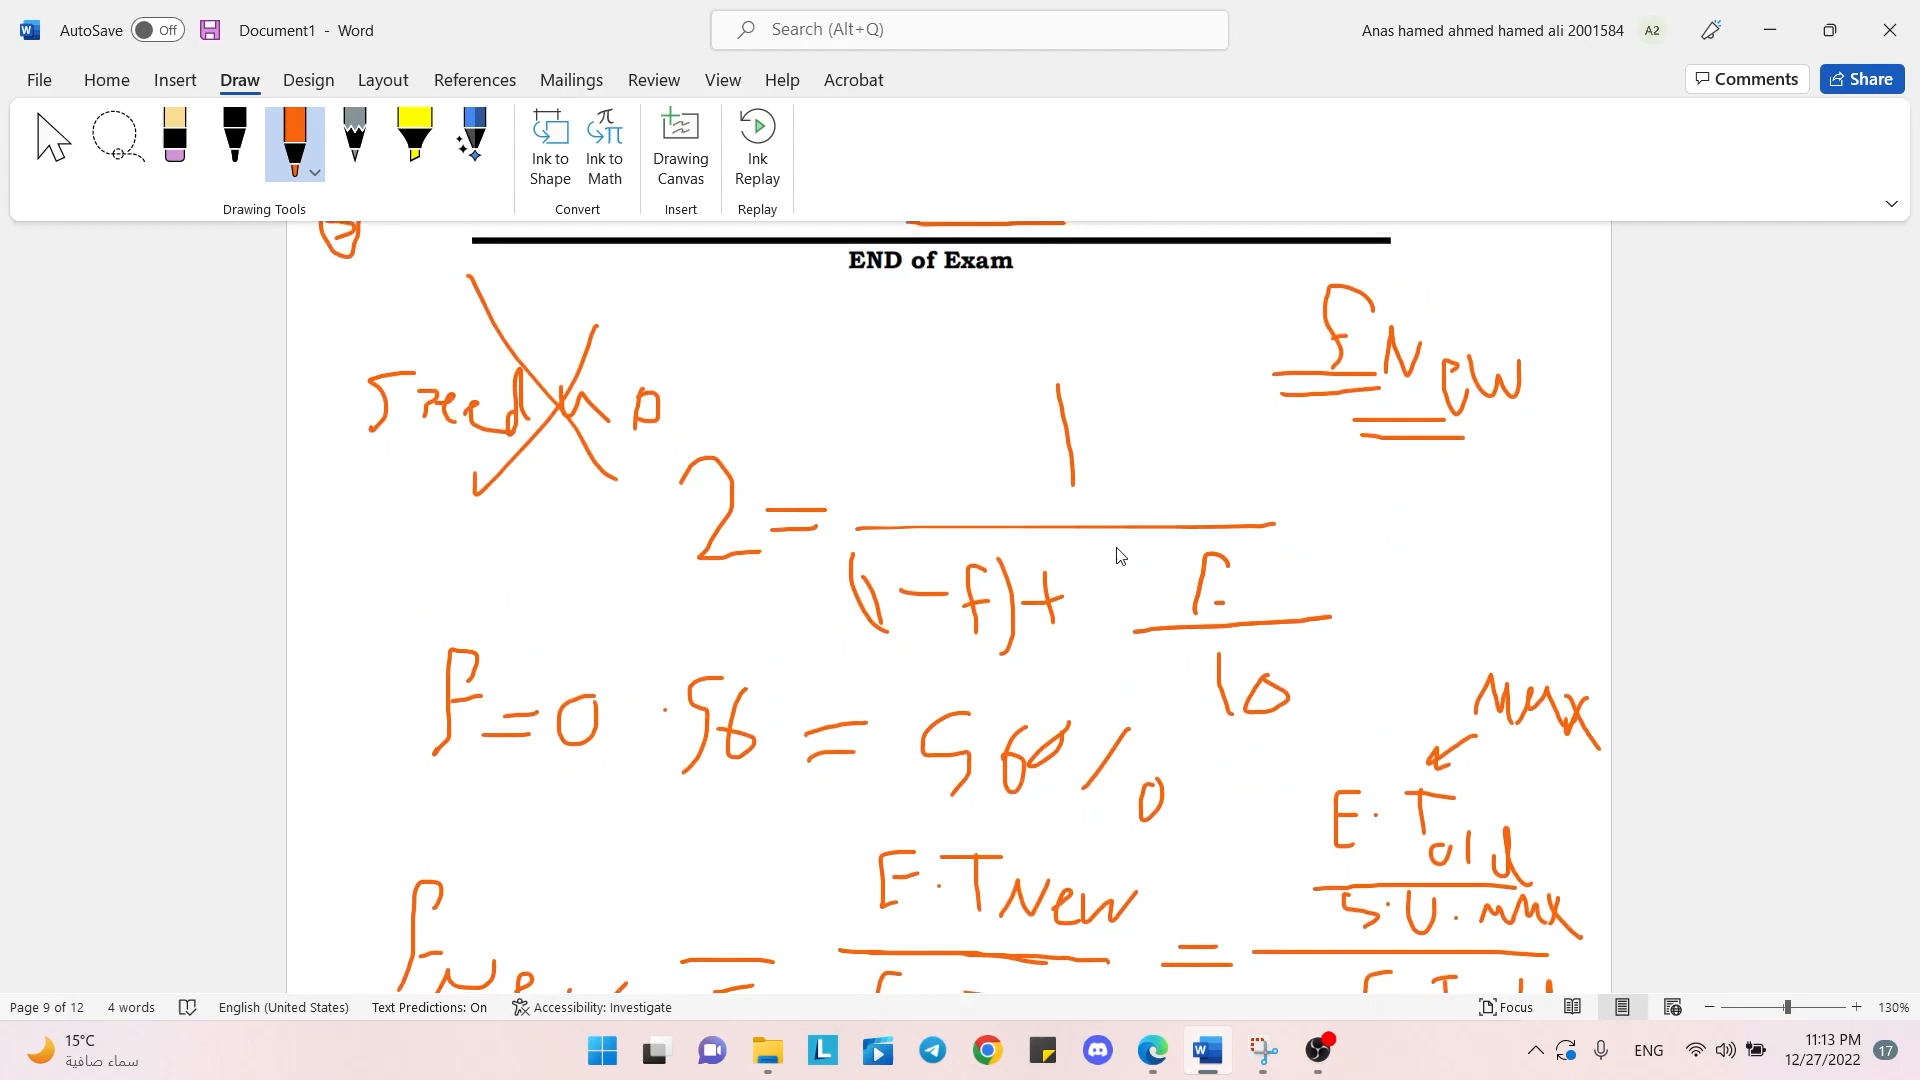 AutoSave Off Document1 - Word Search (Alt+Q) Anas hamed ahmed hamed ali 2001584 A2
File Home Insert Draw Design Layout References Mailings Review View Help Acrobat Comments Share
Ink to Shape Ink to Math Drawing Canvas Ink Replay
Drawing Tools Convert Insert Replay
END of Exam
F New
2 = 1
(1 - f) + F
10
F = 0.56 = 560%
Max
E.T old
S.U.max
E.T New
=
Page 9 of 12 4 words English (United States) Text Predictions: On Accessibility: Investigate Focus 130%
15°C
سماء صافية
ENG
11:13 PM
12/27/2022
17